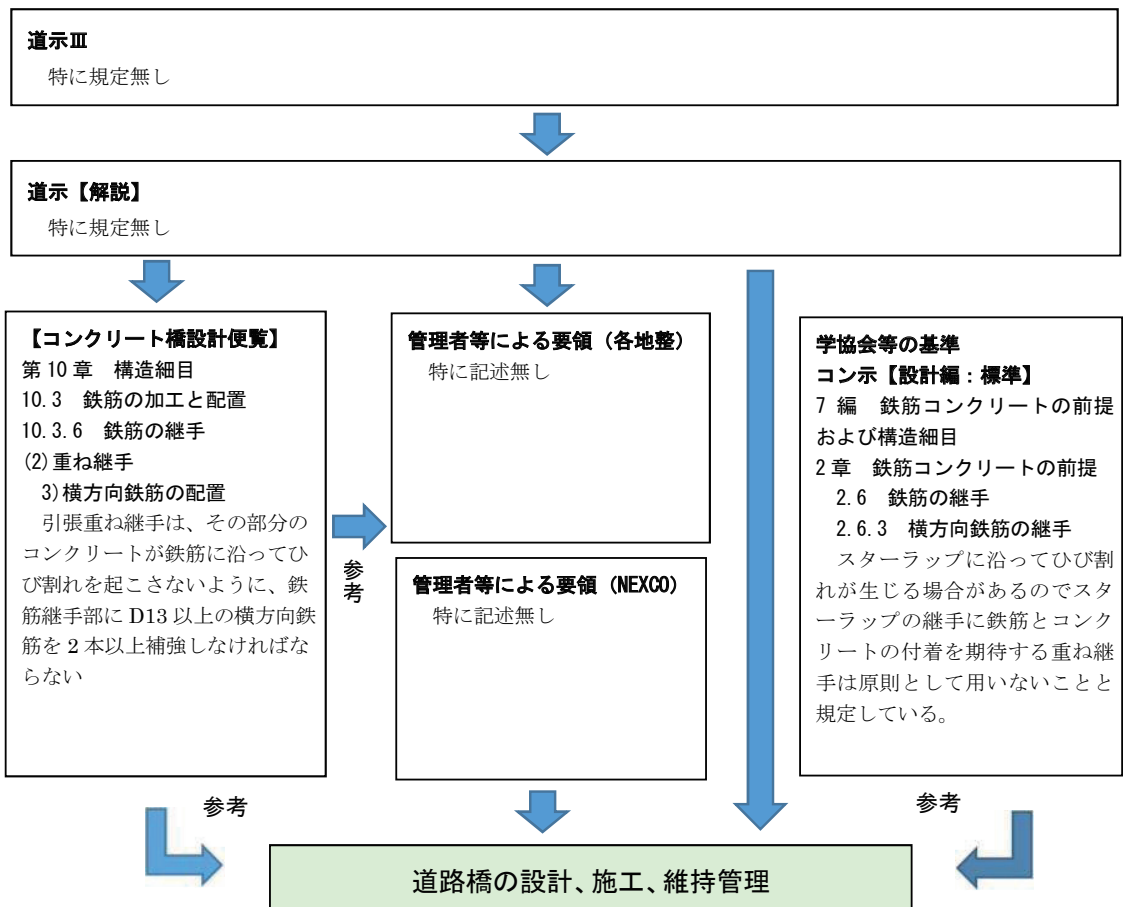 道示Ⅲ
特に規定無し
道示【解説】
特に規定無し
【コンクリート橋設計便覧】
第10章 構造細目
10.3 鉄筋の加工と配置
10.3.6 鉄筋の継手
(2)重ね継手
3)横方向鉄筋の配置
引張重ね継手は、その部分の
コンクリートが鉄筋に沿ってひ
び割れを起こさないように、鉄
筋継手部に D13 以上の横方向鉄
筋を 2 本以上補強しなければな
らない
参考
管理者等による要領（各地整）
特に記述無し
管理者等による要領（NEXCO）
特に記述無し
学協会等の基準
コン示【設計編：標準】
7 編 鉄筋コンクリートの前提
および構造細目
2章 鉄筋コンクリートの前提
2.6 鉄筋の継手
2.6.3 横方向鉄筋の継手
スターラップに沿ってひび割
れが生じる場合があるのでスタ
ーラップの継手に鉄筋とコンク
リートの付着を期待する重ね継
手は原則として用いないことと
規定している。
参考
参考
道路橋の設計、施工、維持管理